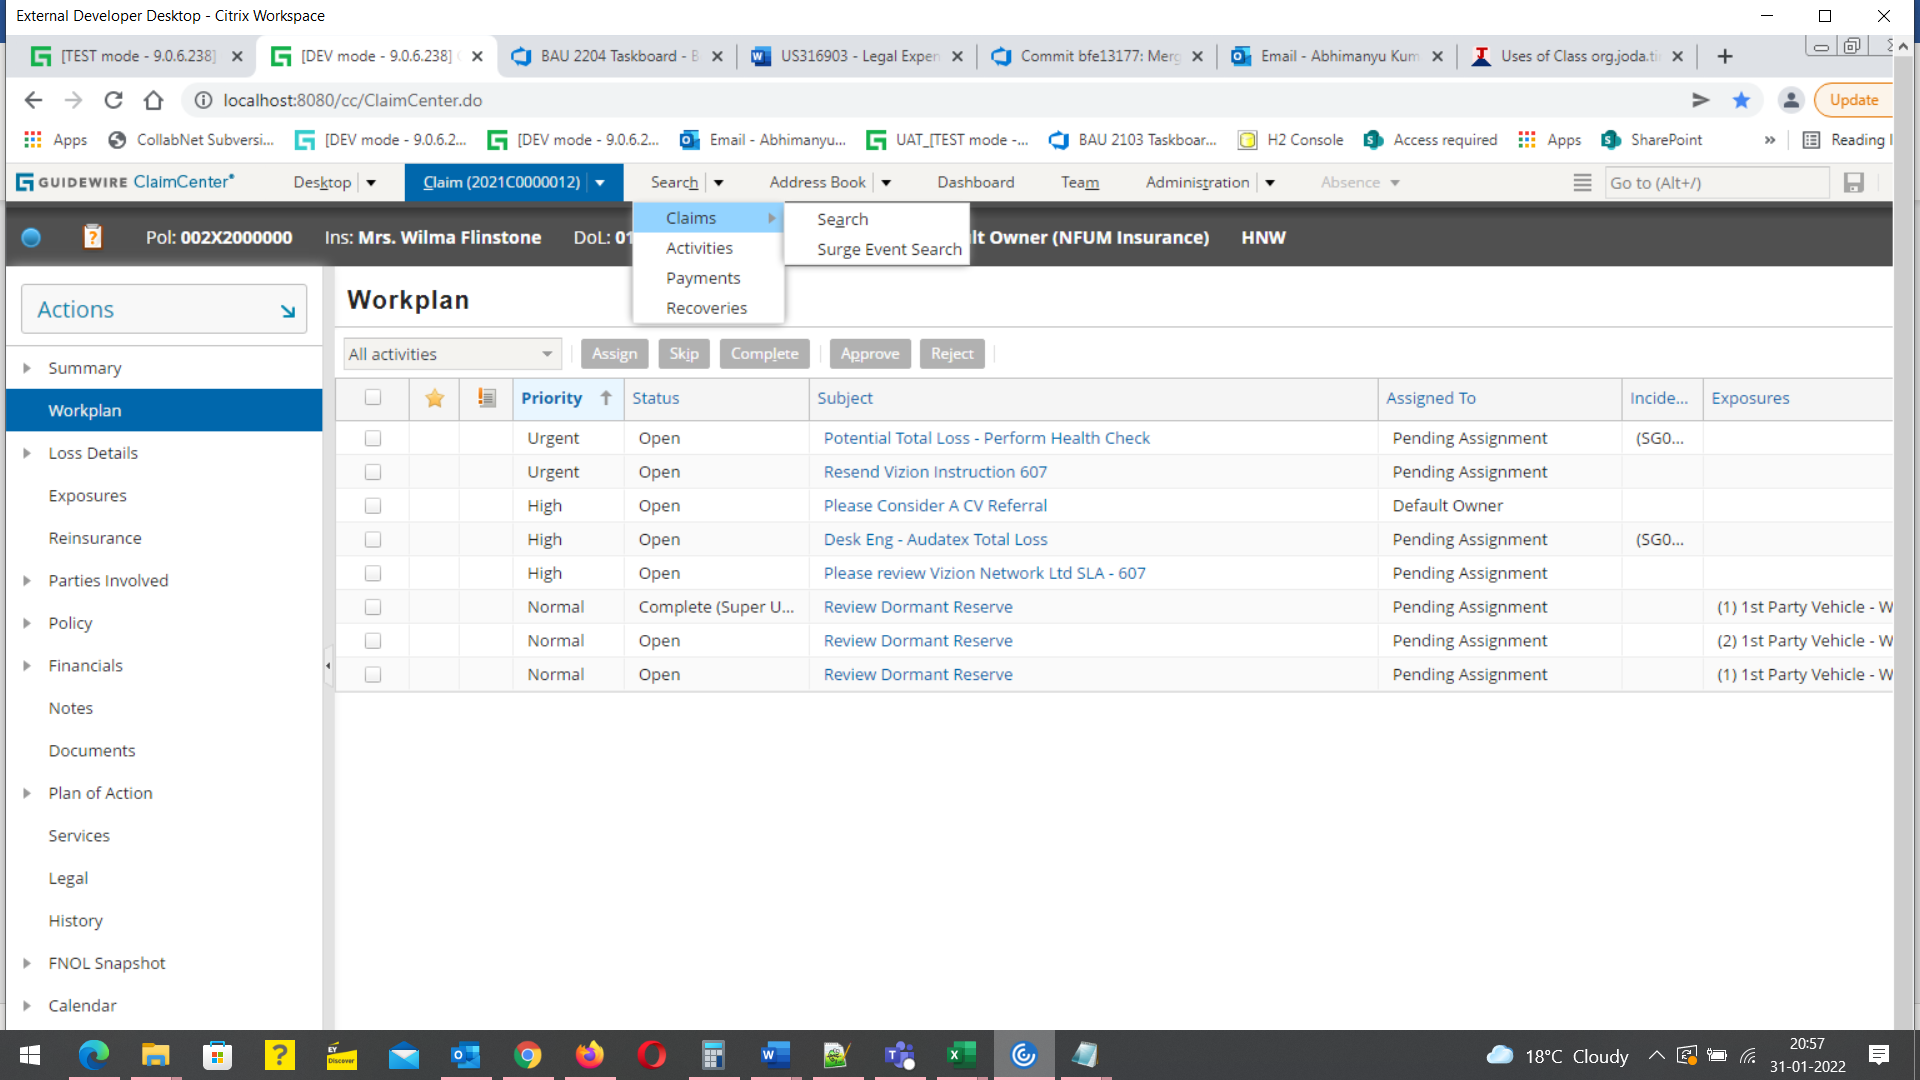 External Developer Desktop - Citrix Workspace
[TEST mode - 9.0.6.238] [DEV mode - 9.0.6.238] BAU 2204 Taskboard - US316903 - Legal Expen Commit bfe13177: Merg Email - Abhimanyu Kum Uses of Class org.joda.ti
localhost:8080/cc/ClaimCenter.do Update
Apps CollabNet Subversi... [DEV mode - 9.0.6.2... [DEV mode - 9.0.6.2... Email - Abhimanyu... UAT_[TEST mode -... BAU 2103 Taskboar... H2 Console Access required Apps SharePoint » Reading
GUIDEWIRE ClaimCenter Desktop Claim (2021C0000012) Search Address Book Dashboard Team Administration Absence Go to (Alt+/)
Pol: 002X2000000 Ins: Mrs. Wilma Flinstone DoL: 01 lt Owner (NFUM Insurance) HNW
Claims
Activities
Payments
Recoveries
Search
Surge Event Search
Actions
Summary
Workplan
Loss Details
Exposures
Reinsurance
Parties Involved
Policy
Financials
Notes
Documents
Plan of Action
Services
Legal
History
FNOL Snapshot
Calendar
Workplan
All activities Assign Skip Complete Approve Reject
Priority Status Subject Assigned To Incide... Exposures
Urgent Open Potential Total Loss - Perform Health Check Pending Assignment (SG0...
Urgent Open Resend Vizion Instruction 607 Pending Assignment
High Open Please Consider A CV Referral Default Owner
High Open Desk Eng - Audatex Total Loss Pending Assignment (SG0...
High Open Please review Vizion Network Ltd SLA - 607 Pending Assignment
Normal Complete (Super U... Review Dormant Reserve Pending Assignment (1) 1st Party Vehicle - W
Normal Open Review Dormant Reserve Pending Assignment (2) 1st Party Vehicle - W
Normal Open Review Dormant Reserve Pending Assignment (1) 1st Party Vehicle - W
EY Discover
18°C Cloudy
20:57
31-01-2022